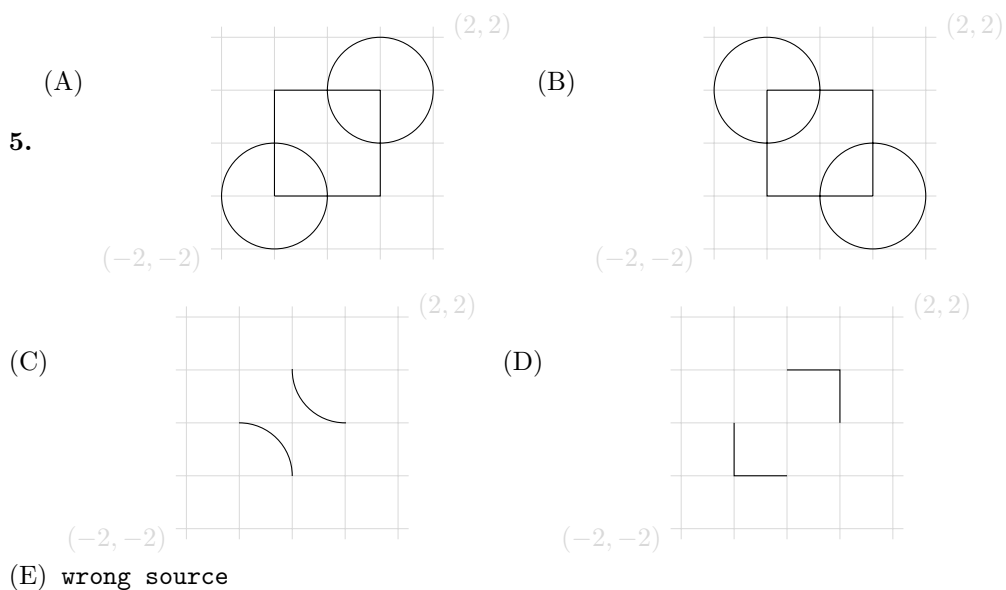 (2, 2)
(2, 2)
(A)
(B)
5.
(−2, −2)
(−2, −2)
(2, 2)
(2, 2)
(C)
(D)
(−2, −2)
(−2, −2)
(E) wrong source